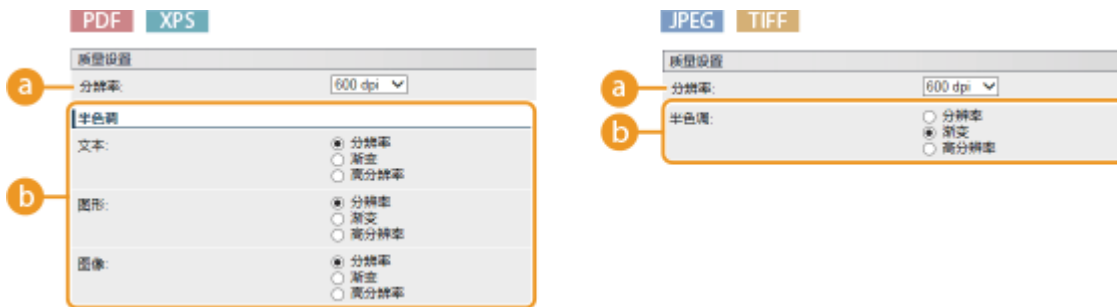 PDF XPS
质量设置
a 分辨率: 600 dpi
b
半色调
文本: 分辨率
渐变
高分辨率
图形: 分辨率
渐变
高分辨率
图像: 分辨率
渐变
高分辨率
JPEG TIFF
质量设置
a 分辨率: 600 dpi
b 半色调: 分辨率
渐变
高分辨率